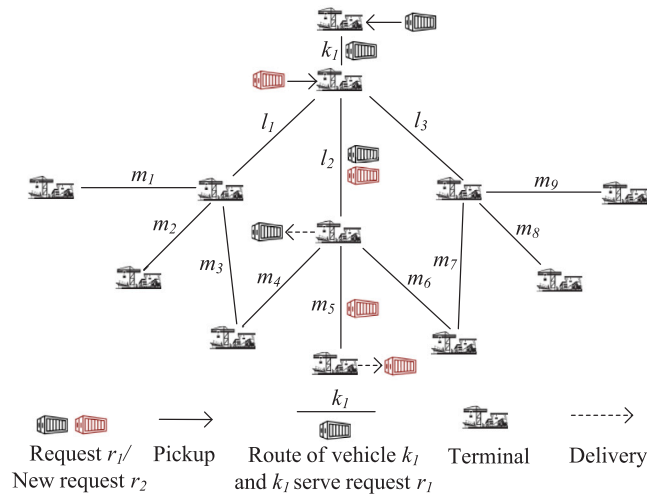 k₁
l₁
l₂
l₃
m₁
m₉
m₂
m₈
m₃
m₄
m₅
m₆
m₇
k₁
Request r₁/
New request r₂
Pickup
Route of vehicle k₁
and k₁ serve request r₁
Terminal
Delivery